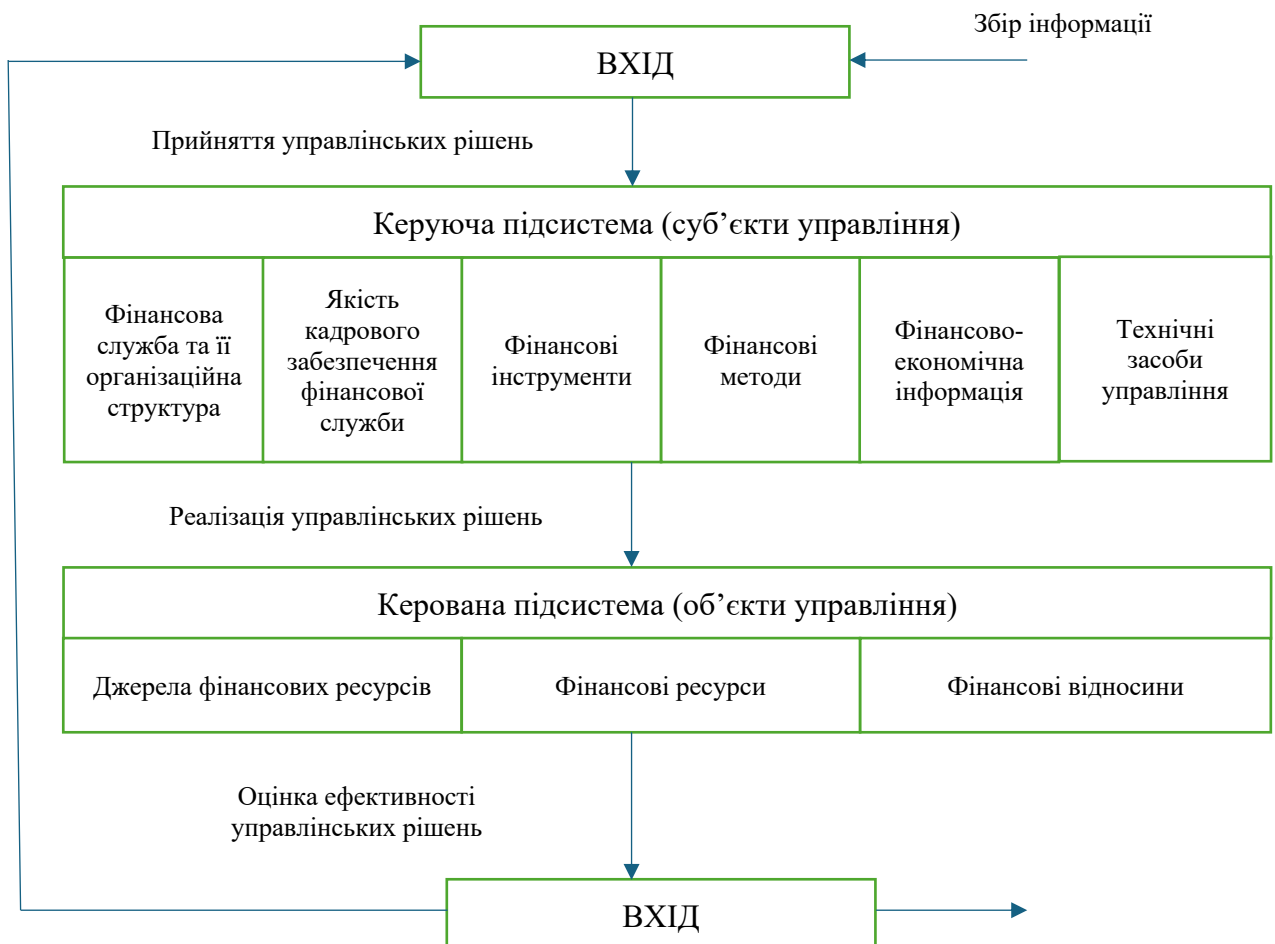 Збір інформації
ВХІД
Прийняття управлінських рішень
Керуюча підсистема (суб’єкти управління)
Фінансова
служба та її
організаційна
структура
Якість
кадрового
забезпечення
фінансової
служби
Фінансові
інструменти
Фінансові
методи
Фінансово-
економічна
інформація
Технічні
засоби
управління
Реалізація управлінських рішень
Керована підсистема (об’єкти управління)
Джерела фінансових ресурсів
Фінансові ресурси
Фінансові відносини
Оцінка ефективності
управлінських рішень
ВХІД